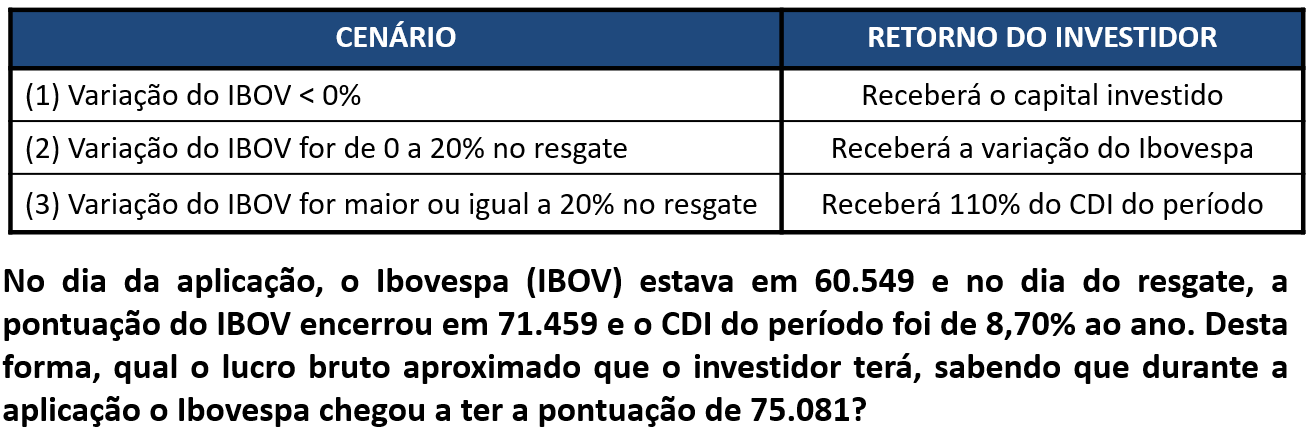 CENÁRIO RETORNO DO INVESTIDOR
(1) Variação do IBOV < 0% Receberá o capital investido
(2) Variação do IBOV for de 0 a 20% no resgate Receberá a variação do Ibovespa
(3) Variação do IBOV for maior ou igual a 20% no resgate Receberá 110% do CDI do período
No dia da aplicação, o Ibovespa (IBOV) estava em 60.549 e no dia do resgate, a
pontuação do IBOV encerrou em 71.459 e o CDI do período foi de 8,70% ao ano. Desta
forma, qual o lucro bruto aproximado que o investidor terá, sabendo que durante a
aplicação o Ibovespa chegou a ter a pontuação de 75.081?